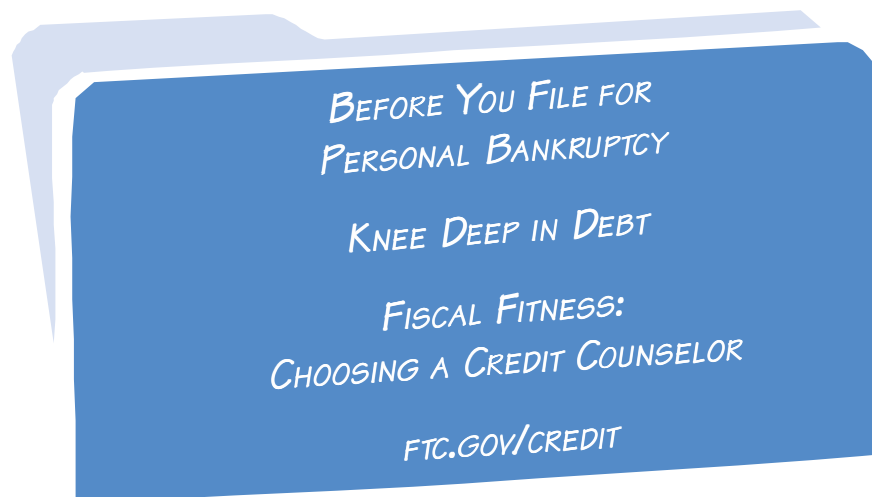 Before You File for
Personal Bankruptcy
Knee Deep in Debt
Fiscal Fitness:
Choosing a Credit Counselor
ftc.gov/credit